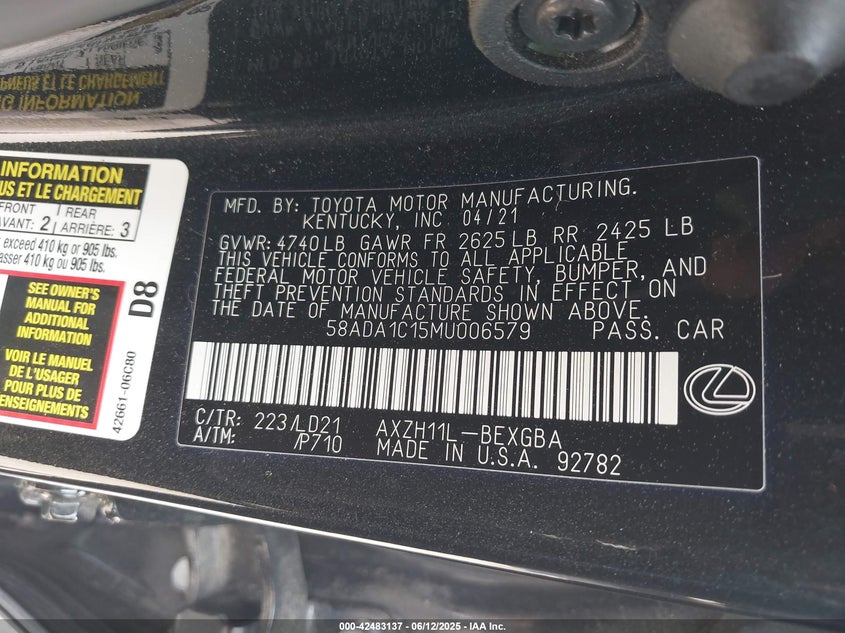 INFORMATION
US ET LE CHARGEMENT
FRONT 1 REAR
AVANT: 2 ARRIÈRE: 3
exceed 410 kg or 905 lbs.
asser 410 kg ou 905 lbs.
SEE OWNER'S
MANUAL FOR
ADDITIONAL
INFORMATION
VOIR LE MANUEL
DE L'USAGER
POUR PLUS DE
RENSEIGNEMENTS
D8
42661-06C80
MFD. BY: TOYOTA MOTOR MANUFACTURING.
KENTUCKY, INC 04/21
GVWR: 4740LB GAWR FR 2625LB RR 2425 LB
THIS VEHICLE CONFORMS TO ALL APPLICABLE
FEDERAL MOTOR VEHICLE SAFETY, BUMPER, AND
THEFT PREVENTION STANDARDS IN EFFECT ON
THE DATE OF MANUFACTURE SHOWN ABOVE.
58ADA1C15MU006579 PASS. CAR
C/TR: 223/LD21 AXZH11L-BEXGBA
A/TM: /P710 MADE IN U.S.A. 92782
000-42483137 - 06/12/2025 - IAA Inc.